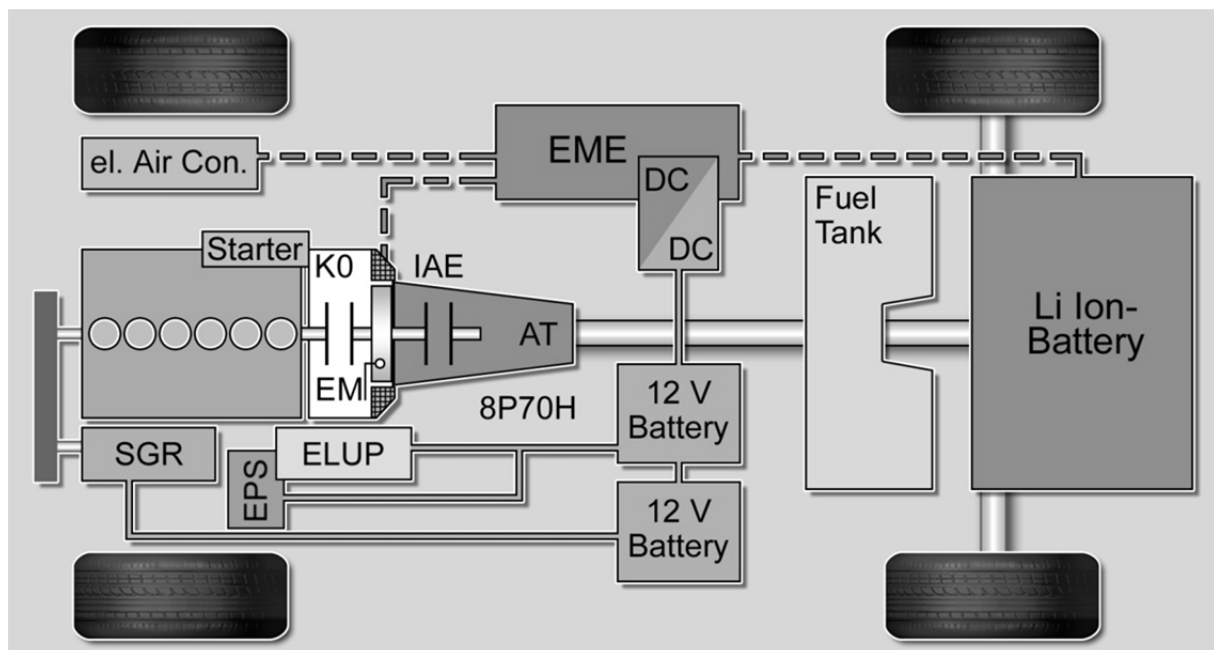 el. Air Con.
EME
DC
DC
Fuel
Tank
Li Ion-
Battery
Starter
K0
IAE
AT
EM
8P70H
12 V
Battery
SGR
ELUP
EPS
12 V
Battery